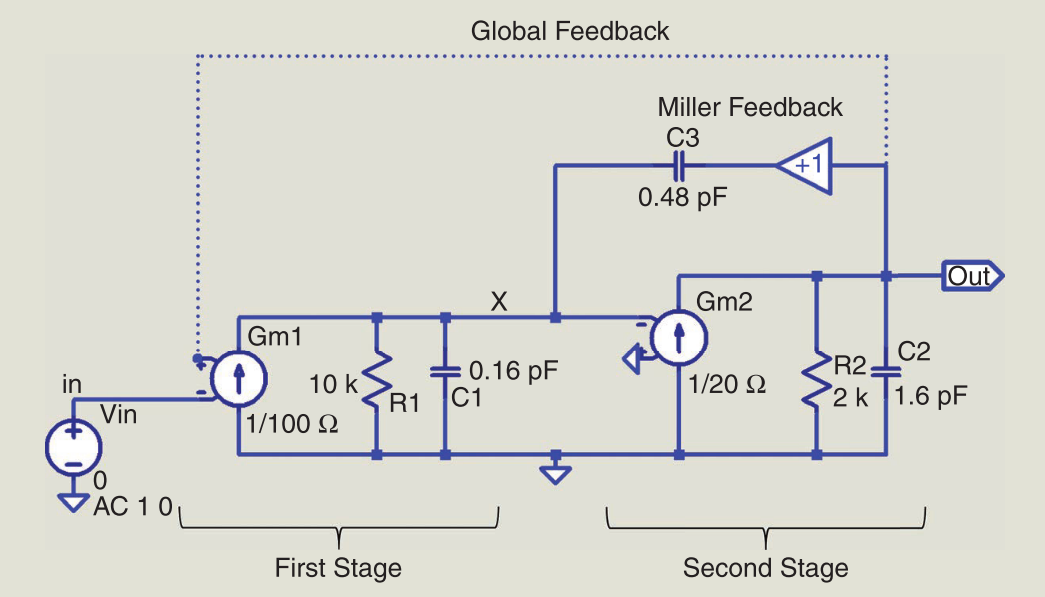 Global Feedback
Miller Feedback
C3
+1
0.48 pF
Out
X
Gm2
Gm1
in
Vin
10 k
R1
0.16 pF
C1
1/100 Ω
1/20 Ω
R2
2 k
C2
1.6 pF
+
-
+
-
-
0
AC 1 0
First Stage
Second Stage